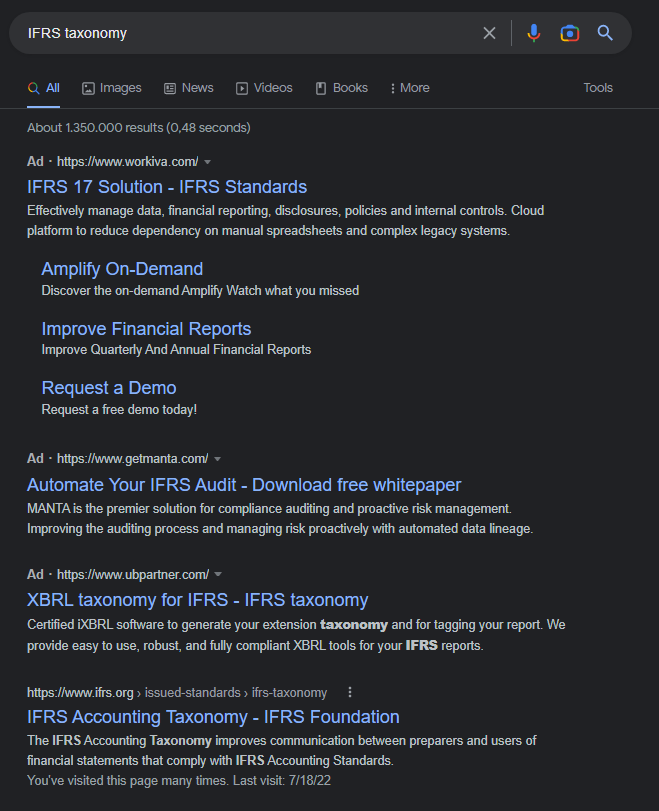 IFRS taxonomy
All Images News Videos Books More Tools
About 1.350.000 results (0,48 seconds)
Ad · https://www.workiva.com/
IFRS 17 Solution - IFRS Standards
Effectively manage data, financial reporting, disclosures, policies and internal controls. Cloud
platform to reduce dependency on manual spreadsheets and complex legacy systems.
Amplify On-Demand
Discover the on-demand Amplify Watch what you missed
Improve Financial Reports
Improve Quarterly And Annual Financial Reports
Request a Demo
Request a free demo today!
Ad · https://www.getmanta.com/
Automate Your IFRS Audit - Download free whitepaper
MANTA is the premier solution for compliance auditing and proactive risk management.
Improving the auditing process and managing risk proactively with automated data lineage.
Ad · https://www.ubpartner.com/
XBRL taxonomy for IFRS - IFRS taxonomy
Certified iXBRL software to generate your extension taxonomy and for tagging your report. We
provide easy to use, robust, and fully compliant XBRL tools for your IFRS reports.
https://www.ifrs.org › issued-standards › ifrs-taxonomy
IFRS Accounting Taxonomy - IFRS Foundation
The IFRS Accounting Taxonomy improves communication between preparers and users of
financial statements that comply with IFRS Accounting Standards.
You've visited this page many times. Last visit: 7/18/22